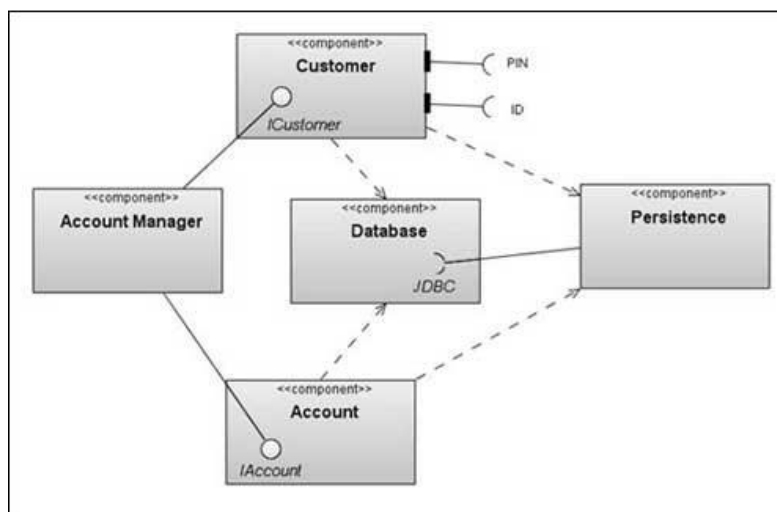 <<component>>
Customer
ICustomer
PIN
ID
<<component>>
Account Manager
<<component>>
Database
JDBC
<<component>>
Persistence
<<component>>
Account
IAccount